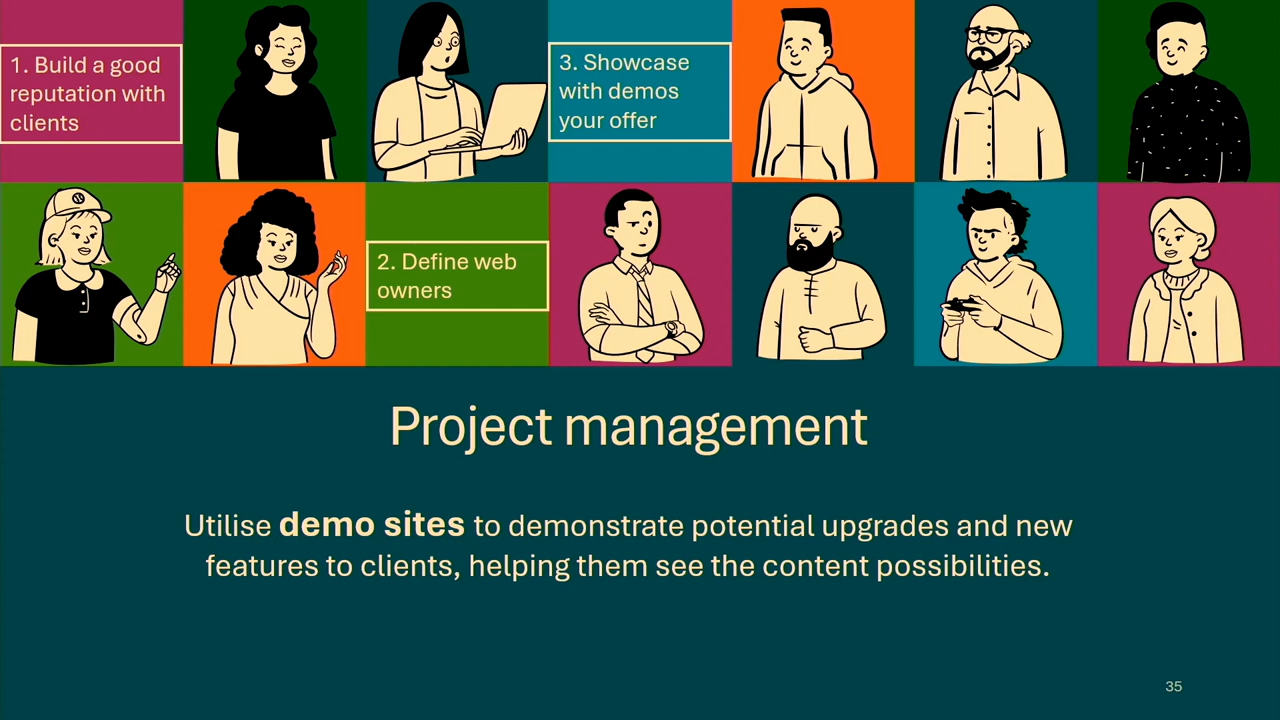 1. Build a good
reputation with
clients
3. Showcase
with demos
your offer
2. Define web
owners
Project management
Utilise demo sites to demonstrate potential upgrades and new
features to clients, helping them see the content possibilities.
35